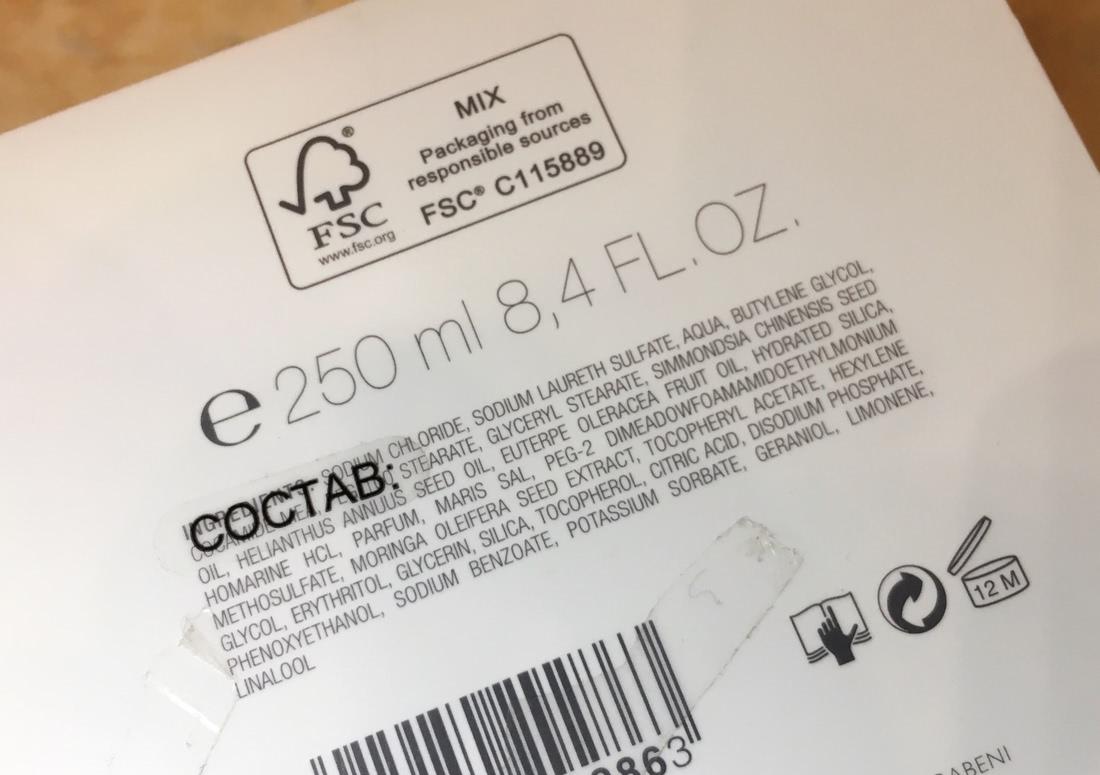 MIX
Packaging from
responsible sources
FSC® C115889
®
FSC
www.fsc.org
e 250 ml 8,4 FL.OZ.
СОСТАВ:
SODIUM CHLORIDE, SODIUM LAURETH SULFATE, AQUA, BUTYLENE GLYCOL,
STEARATE, GLYCERYL STEARATE, SIMMONDSIA CHINENSIS SEED
OIL, HELIANTHUS ANNUUS SEED OIL, EUTERPE OLERACEA FRUIT OIL, HYDRATED SILICA,
HOMARINE HCL, PARFUM, MARIS SAL, PEG-2 DIMEADOWFOAMAMIDOETHYLMONIUM
METHOSULFATE, MORINGA OLEIFERA SEED EXTRACT, TOCOPHERYL ACETATE, HEXYLENE
GLYCOL, ERYTHRITOL, GLYCERIN, SILICA, TOCOPHEROL, CITRIC ACID, DISODIUM PHOSPHATE,
PHENOXYETHANOL, SODIUM BENZOATE, POTASSIUM SORBATE, GERANIOL, LIMONENE,
LINALOOL
12 M
863